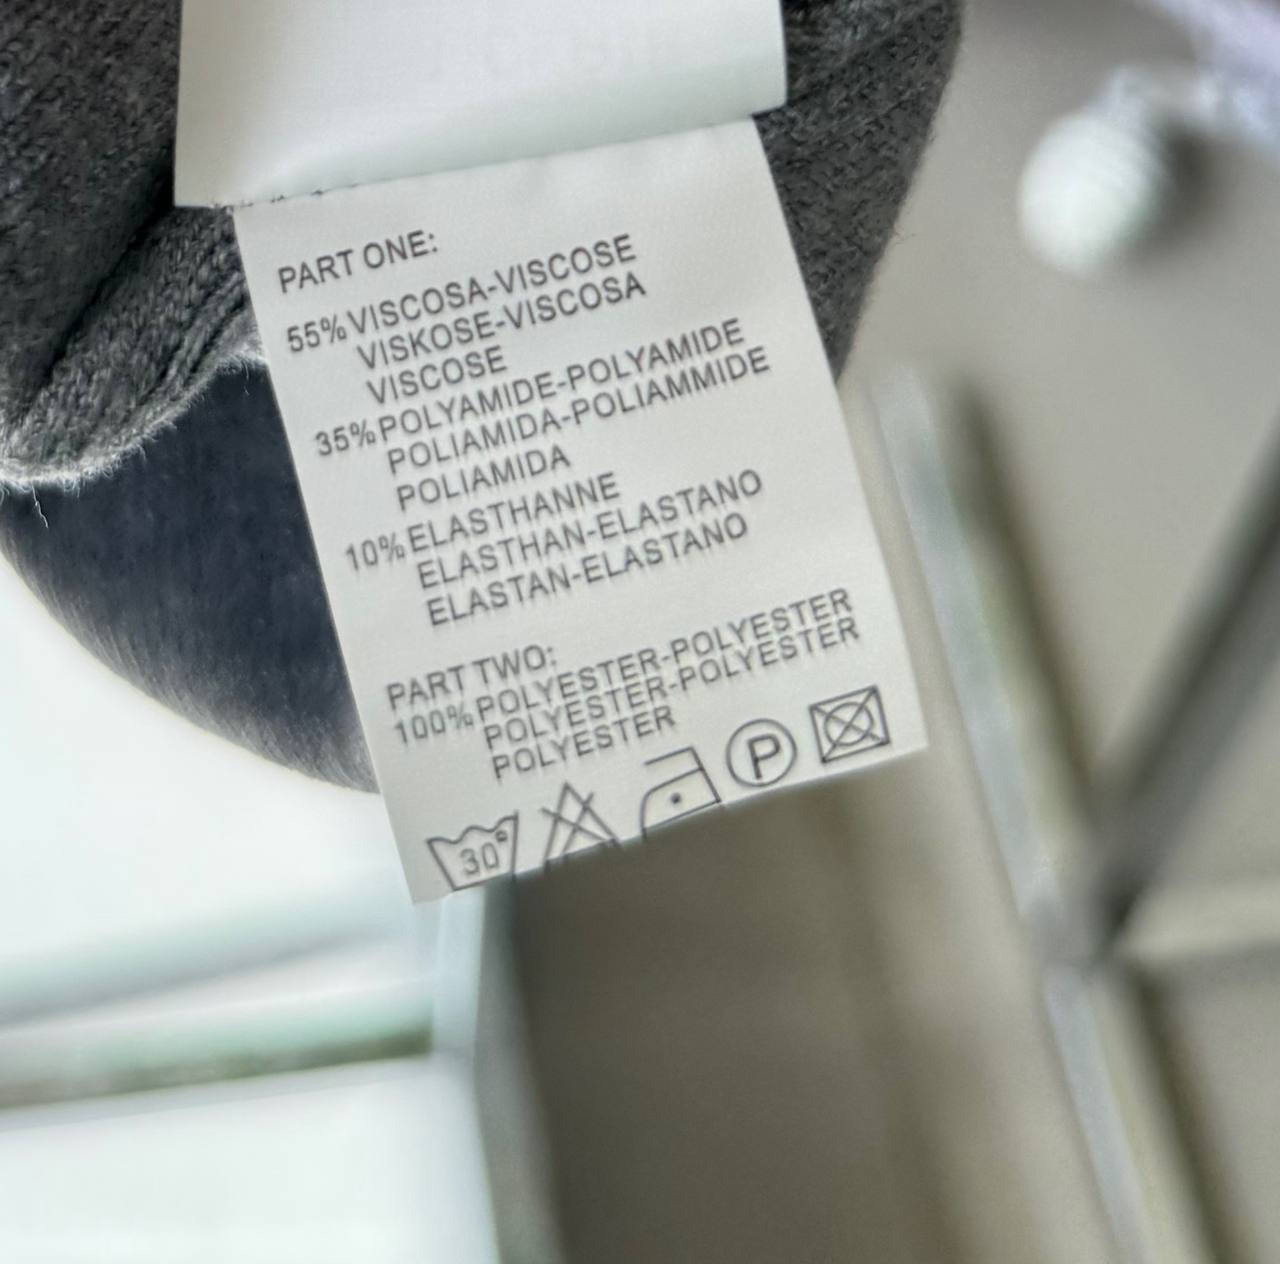 PART ONE:
55% VISCOSA-VISCOSE
VISKOSE-VISCOSA
VISCOSE
35% POLYAMIDE-POLYAMIDE
POLIAMIDA-POLIAMMIDE
POLIAMIDA
10% ELASTHANNE
ELASTHAN-ELASTANO
ELASTAN-ELASTANO
PART TWO:
100% POLYESTER-POLYESTER
POLYESTER-POLYESTER
POLYESTER
30° P